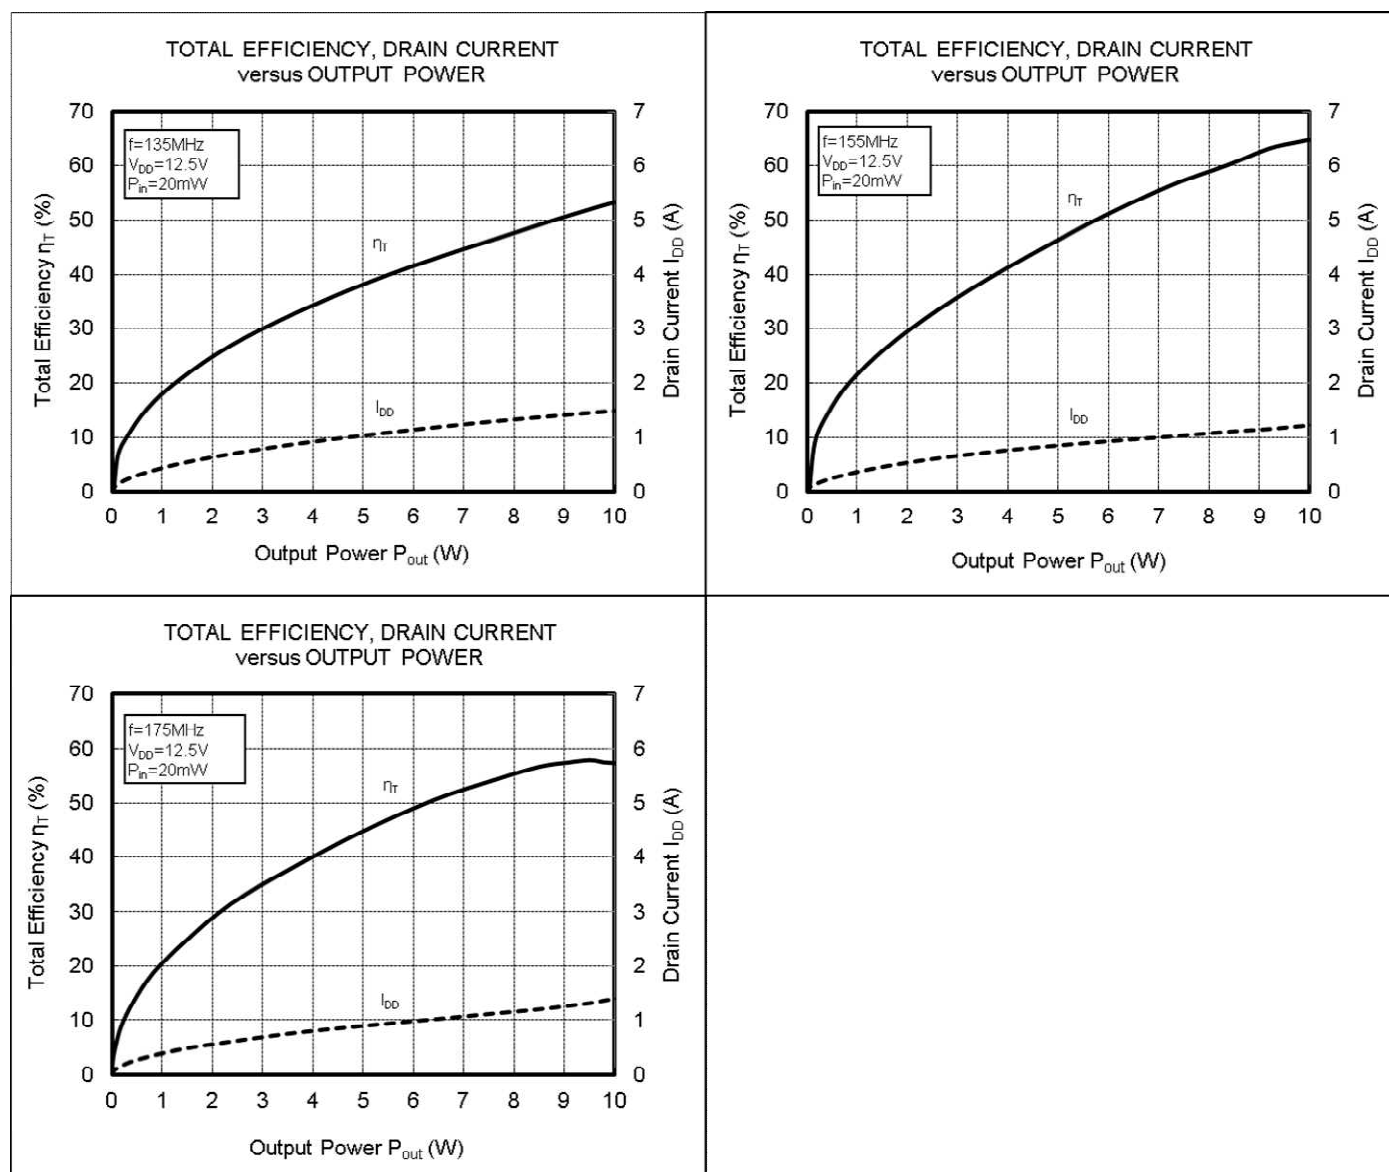 TOTAL EFFICIENCY, DRAIN CURRENT
versus OUTPUT POWER
70
60
50
40
30
20
10
0
Total Efficiency ηT (%)
f=135MHz
VDD=12.5V
Pin=20mW
ηT
IDD
7
6
5
4
3
2
1
0
Drain Current IDD (A)
0 1 2 3 4 5 6 7 8 9 10
Output Power Pout (W)
TOTAL EFFICIENCY, DRAIN CURRENT
versus OUTPUT POWER
70
60
50
40
30
20
10
0
Total Efficiency ηT (%)
f=155MHz
VDD=12.5V
Pin=20mW
ηT
IDD
7
6
5
4
3
2
1
0
Drain Current IDD (A)
0 1 2 3 4 5 6 7 8 9 10
Output Power Pout (W)
TOTAL EFFICIENCY, DRAIN CURRENT
versus OUTPUT POWER
70
60
50
40
30
20
10
0
Total Efficiency ηT (%)
f=175MHz
VDD=12.5V
Pin=20mW
ηT
IDD
7
6
5
4
3
2
1
0
Drain Current IDD (A)
0 1 2 3 4 5 6 7 8 9 10
Output Power Pout (W)